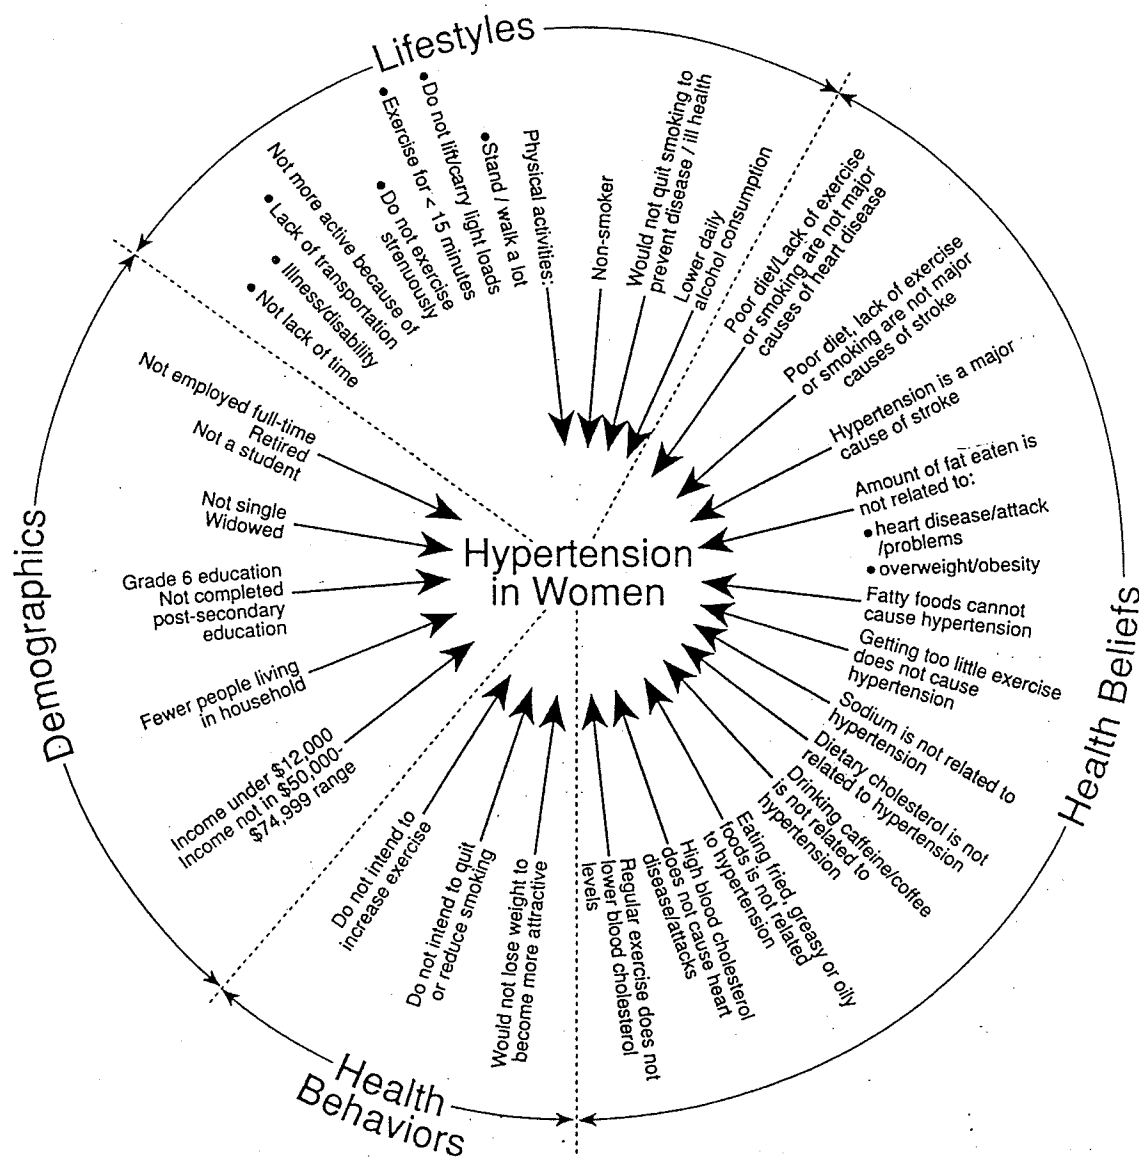 Lifestyles
Not more active because of
• Lack of transportation
• Illness/disability
• Not lack of time
Physical activities:
• Stand / walk a lot
• Do not lift/carry light loads
• Exercise for < 15 minutes
• Do not exercise
strenuously
Non-smoker
Would not quit smoking to
prevent disease / ill health
Lower daily
alcohol consumption
Health Beliefs
Poor diet/Lack of exercise
or smoking are not major
causes of heart disease
Poor diet, lack of exercise
or smoking are not major
causes of stroke
Hypertension is a major
cause of stroke
Amount of fat eaten is
not related to:
• heart disease/attack
/problems
• overweight/obesity
Fatty foods cannot
cause hypertension
Getting too little exercise
does not cause
hypertension
Sodium is not related to
hypertension
Dietary cholesterol is not
related to hypertension
Drinking caffeine/coffee
is not related to
hypertension
Eating fried, greasy or oily
foods is not related
to hypertension
High blood cholesterol
does not cause heart
disease/attacks
Regular exercise does not
lower blood cholesterol
levels
Health
Behaviors
Would not lose weight to
become more attractive
Do not intend to quit
or reduce smoking
Do not intend to
increase exercise
Demographics
Income under $12,000
Income not in $50,000-
$74,999 range
Fewer people living
in household
Grade 6 education
Not completed
post-secondary
education
Not single
Widowed
Not employed full-time
Retired
Not a student
Hypertension
in Women